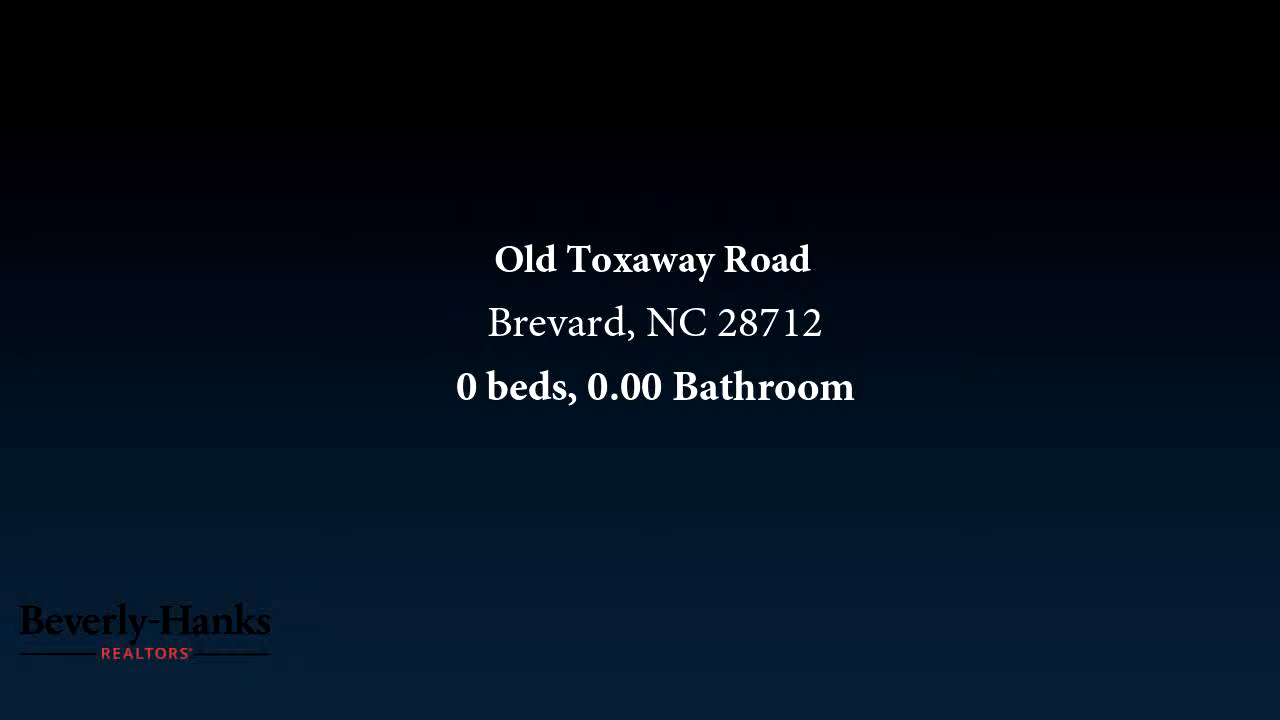 Old Toxaway Road
Brevard, NC 28712
0 beds, 0.00 Bathroom
Beverly-Hanks
REALTORS®